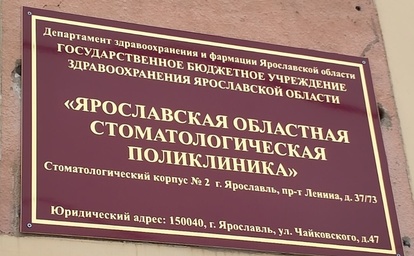 Департамент здравоохранения и фармации Ярославской области
ГОСУДАРСТВЕННОЕ БЮДЖЕТНОЕ УЧРЕЖДЕНИЕ
ЗДРАВООХРАНЕНИЯ ЯРОСЛАВСКОЙ ОБЛАСТИ
«ЯРОСЛАВСКАЯ ОБЛАСТНАЯ
СТОМАТОЛОГИЧЕСКАЯ
ПОЛИКЛИНИКА»
Стоматологический корпус № 2 г. Ярославль, пр-т Ленина, д. 37/73
Юридический адрес: 150040, г. Ярославль, ул. Чайковского, д.47